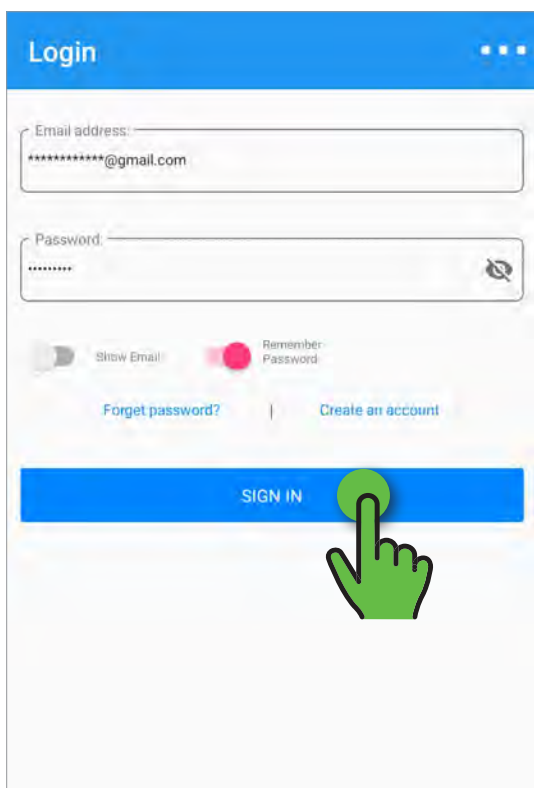 Login
Email address:
************@gmail.com
Password:
•••••••••
Show Email
Remember
Password
Forget password? | Create an account
SIGN IN